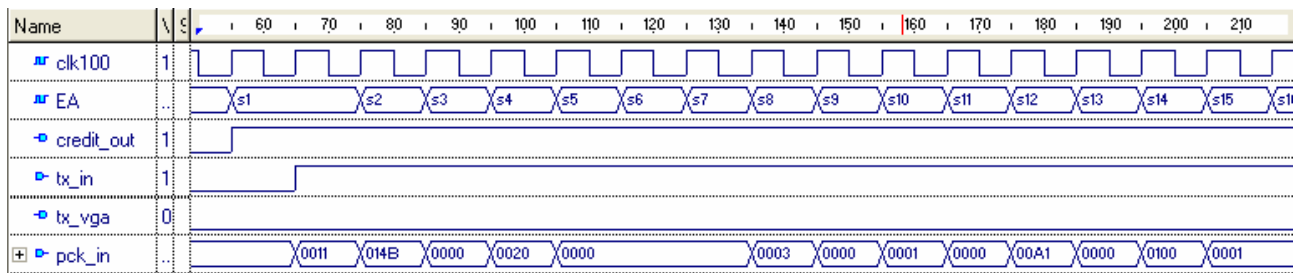 Name V S 60 70 80 90 100 110 120 130 140 150 160 170 180 190 200 210
clk100 1
EA .. s1 s2 s3 s4 s5 s6 s7 s8 s9 s10 s11 s12 s13 s14 s15
credit_out 1
tx_in 1
tx_vga 0
pck_in .. 0011 014B 0000 0020 0000 0003 0000 0001 0000 00A1 0000 0100 0001